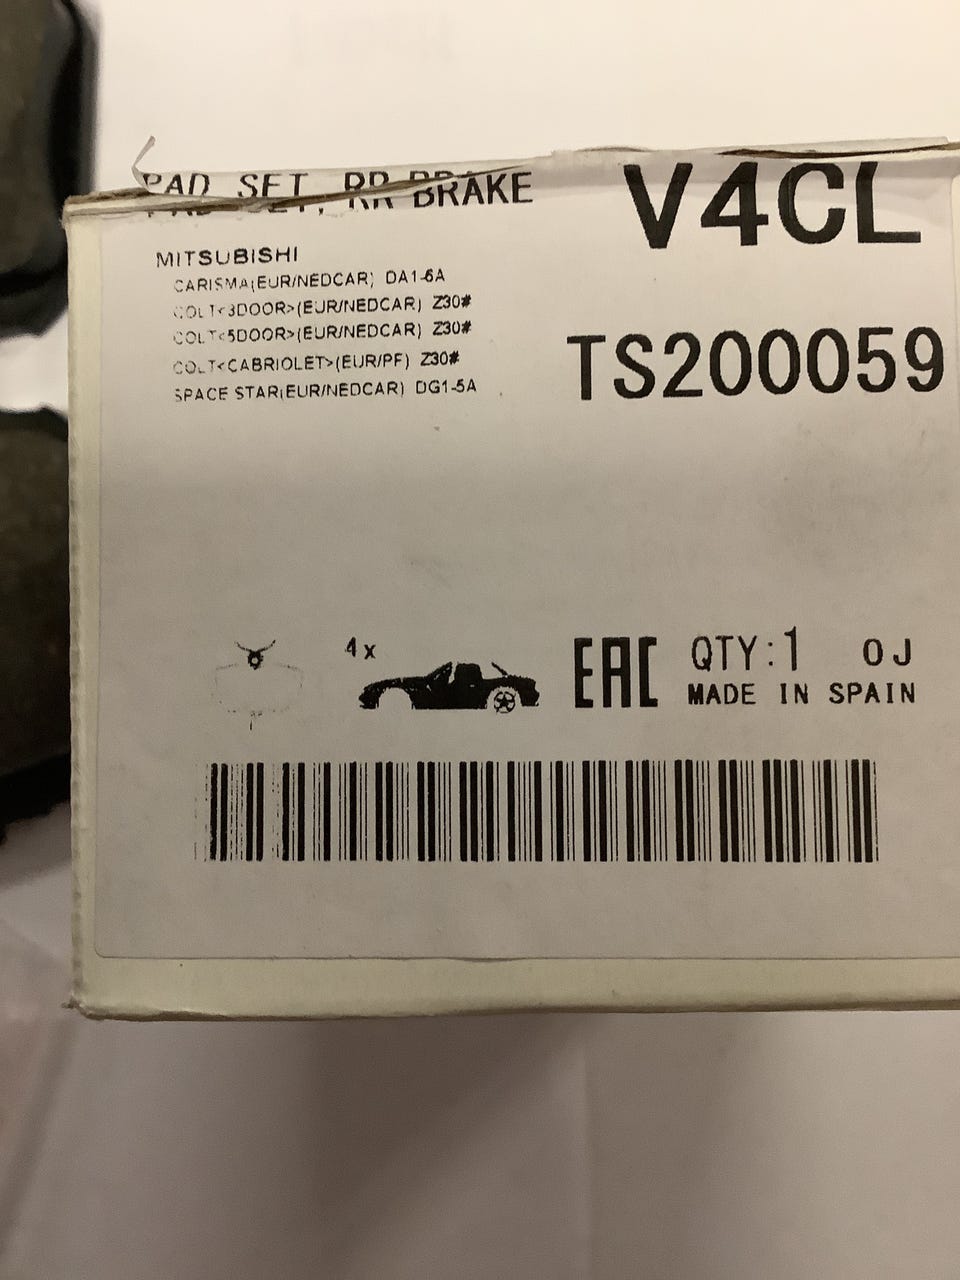 PAD SET, RR BRAKE
V4CL
MITSUBISHI
CARISMA(EUR/NEDCAR) DA1-6A
COLT<3DOOR>(EUR/NEDCAR) Z30#
COLT<5DOOR>(EUR/NEDCAR) Z30#
COLT<CABRIOLET>(EUR/PF) Z30#
SPACE STAR(EUR/NEDCAR) DG1-5A
TS200059
4x
EAC
QTY:1 OJ
MADE IN SPAIN